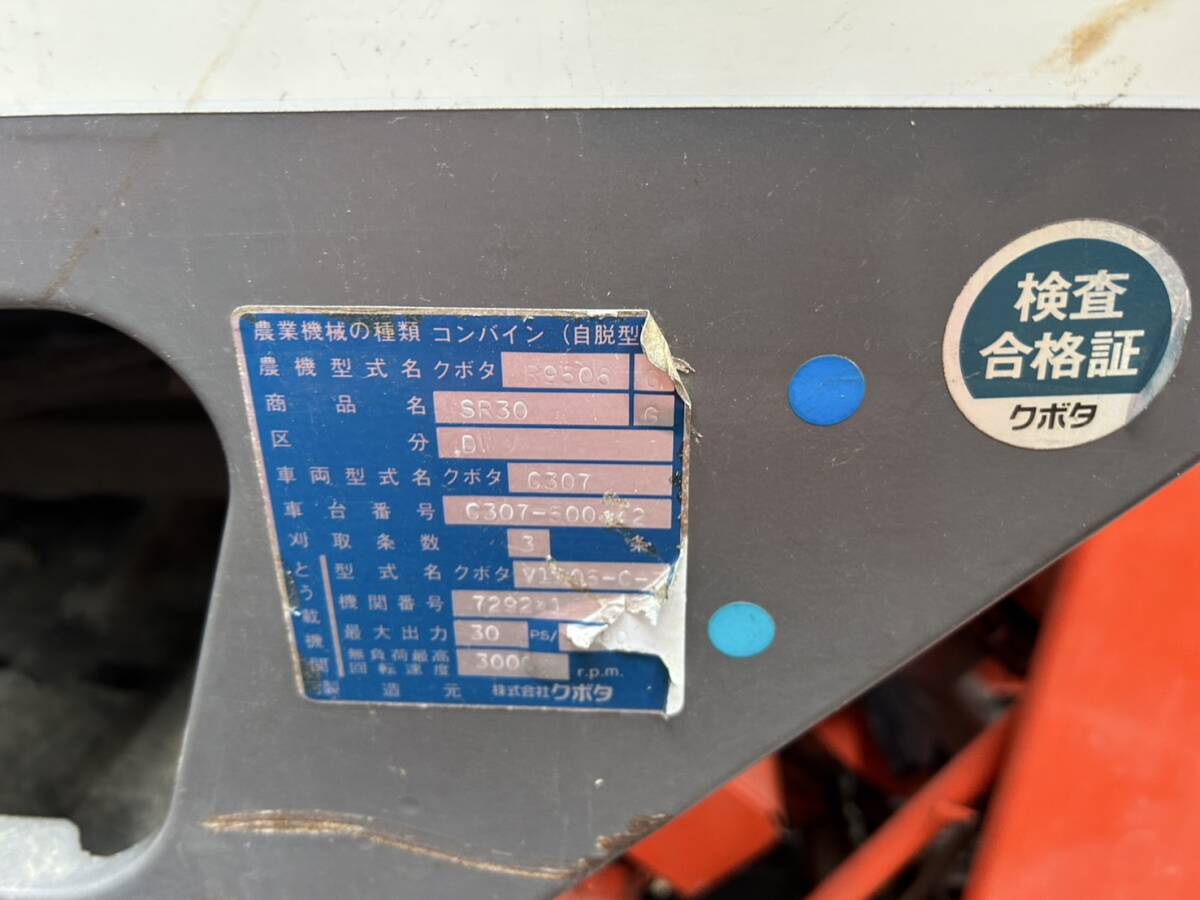 農業機械の種類 コンバイン (自脱型
農機型式名 クボタ R9506 G
商品名 SR30 G
区分
車両型式名 クボタ C307
車台番号
刈取条数 3 条
とう載機関
型式名 クボタ
機関番号
最大出力 30 PS/
無負荷最高回転速度 r.p.m.
製造元 株式会社クボタ
検査
合格証
クボタ